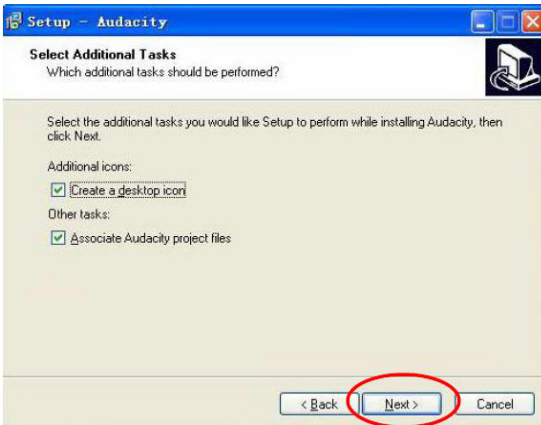 Setup - Audacity
Select Additional Tasks
Which additional tasks should be performed?
Select the additional tasks you would like Setup to perform while installing Audacity, then
click Next.
Additional icons:
Create a desktop icon
Other tasks:
Associate Audacity project files
< Back
Next >
Cancel